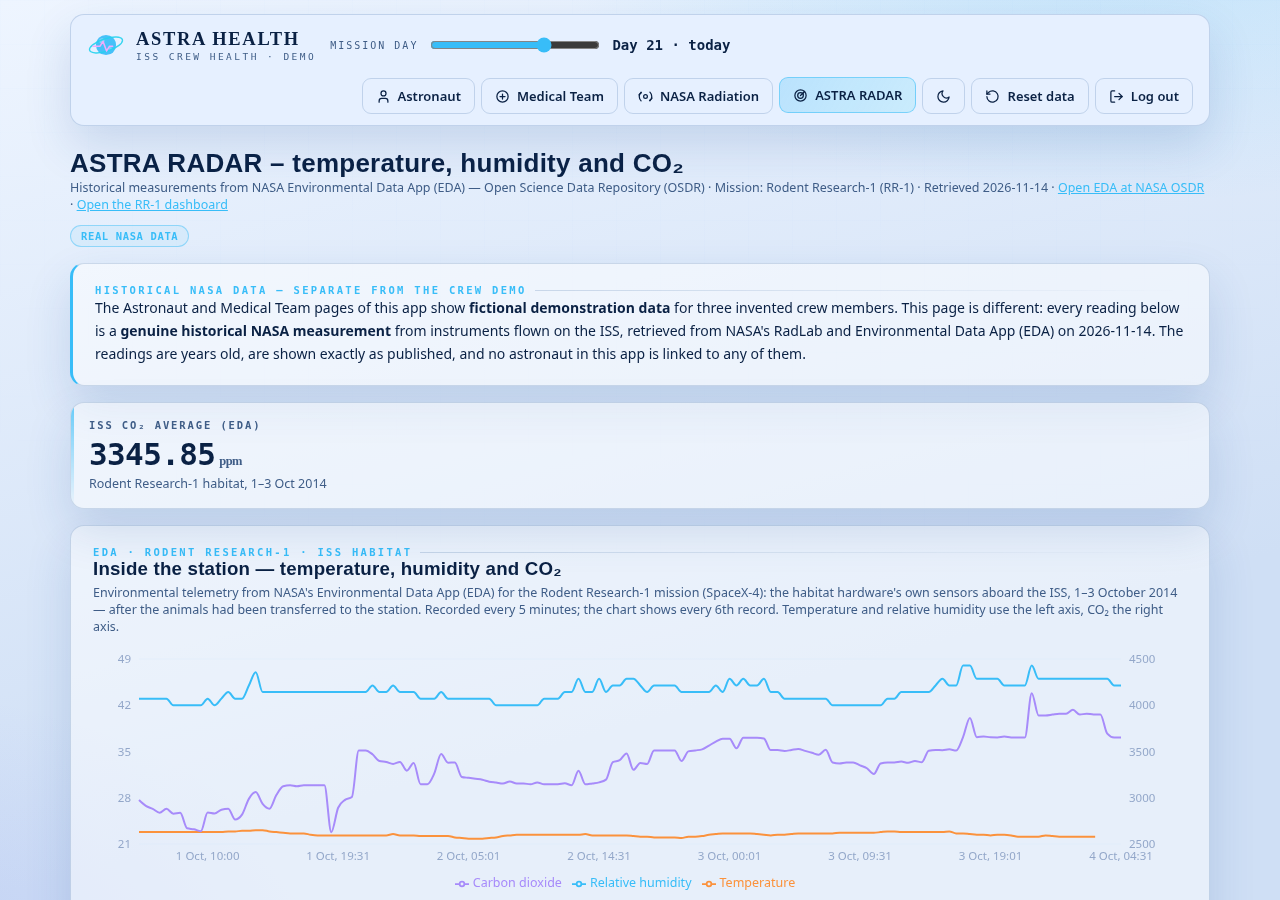 ASTRA HEALTH
ISS CREW HEALTH · DEMO
MISSION DAY
Day 21 · today
Astronaut
Medical Team
NASA Radiation
ASTRA RADAR
Reset data
Log out
ASTRA RADAR – temperature, humidity and CO₂
Historical measurements from NASA Environmental Data App (EDA) — Open Science Data Repository (OSDR) · Mission: Rodent Research-1 (RR-1) · Retrieved 2026-11-14 · Open EDA at NASA OSDR
· Open the RR-1 dashboard
REAL NASA DATA
HISTORICAL NASA DATA — SEPARATE FROM THE CREW DEMO
The Astronaut and Medical Team pages of this app show fictional demonstration data for three invented crew members. This page is different: every reading below
is a genuine historical NASA measurement from instruments flown on the ISS, retrieved from NASA's RadLab and Environmental Data App (EDA) on 2026-11-14. The
readings are years old, are shown exactly as published, and no astronaut in this app is linked to any of them.
ISS CO₂ AVERAGE (EDA)
3345.85 ppm
Rodent Research-1 habitat, 1–3 Oct 2014
EDA · RODENT RESEARCH-1 · ISS HABITAT
Inside the station — temperature, humidity and CO₂
Environmental telemetry from NASA's Environmental Data App (EDA) for the Rodent Research-1 mission (SpaceX-4): the habitat hardware's own sensors aboard the ISS, 1–3 October 2014
— after the animals had been transferred to the station. Recorded every 5 minutes; the chart shows every 6th record. Temperature and relative humidity use the left axis, CO₂ the right
axis.
49 4500
42 4000
35 3500
28 3000
21 2500
1 Oct, 10:00 1 Oct, 19:31 2 Oct, 05:01 2 Oct, 14:31 3 Oct, 00:01 3 Oct, 09:31 3 Oct, 19:01 4 Oct, 04:31
Carbon dioxide Relative humidity Temperature